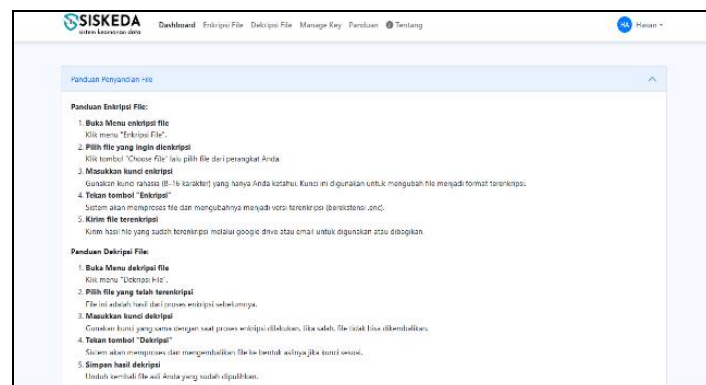 SISKEDA
sistem keamanan data
Dashboard Enkripsi File Dekripsi File Manage Key Panduan Tentang
HA Hasan
Panduan Penyandian File
Panduan Enkripsi File:
1. Buka Menu enkripsi file
Klik menu "Enkripsi File".
2. Pilih file yang ingin dienkripsi
Klik tombol "Choose File" lalu pilih file dari perangkat Anda.
3. Masukkan kunci enkripsi
Gunakan kunci rahasia (8–16 karakter) yang hanya Anda ketahui. Kunci ini digunakan untuk mengubah file menjadi format terenkripsi.
4. Tekan tombol "Enkripsi"
Sistem akan memproses file dan mengubahnya menjadi versi terenkripsi (berekstensi .enc).
5. Kirim file terenkripsi
Kirim hasil file yang sudah terenkripsi melalui google drive atau email untuk digunakan atau dibagikan.
Panduan Dekripsi File:
1. Buka Menu dekripsi file
Klik menu "Dekripsi File".
2. Pilih file yang telah terenkripsi
File ini adalah hasil dari proses enkripsi sebelumnya.
3. Masukkan kunci dekripsi
Gunakan kunci yang sama dengan saat proses enkripsi dilakukan. Jika salah, file tidak bisa dikembalikan.
4. Tekan tombol "Dekripsi"
Sistem akan memproses dan mengembalikan file ke bentuk aslinya jika kunci sesuai.
5. Simpan hasil dekripsi
Unduh kembali file asli Anda yang sudah dipulihkan.